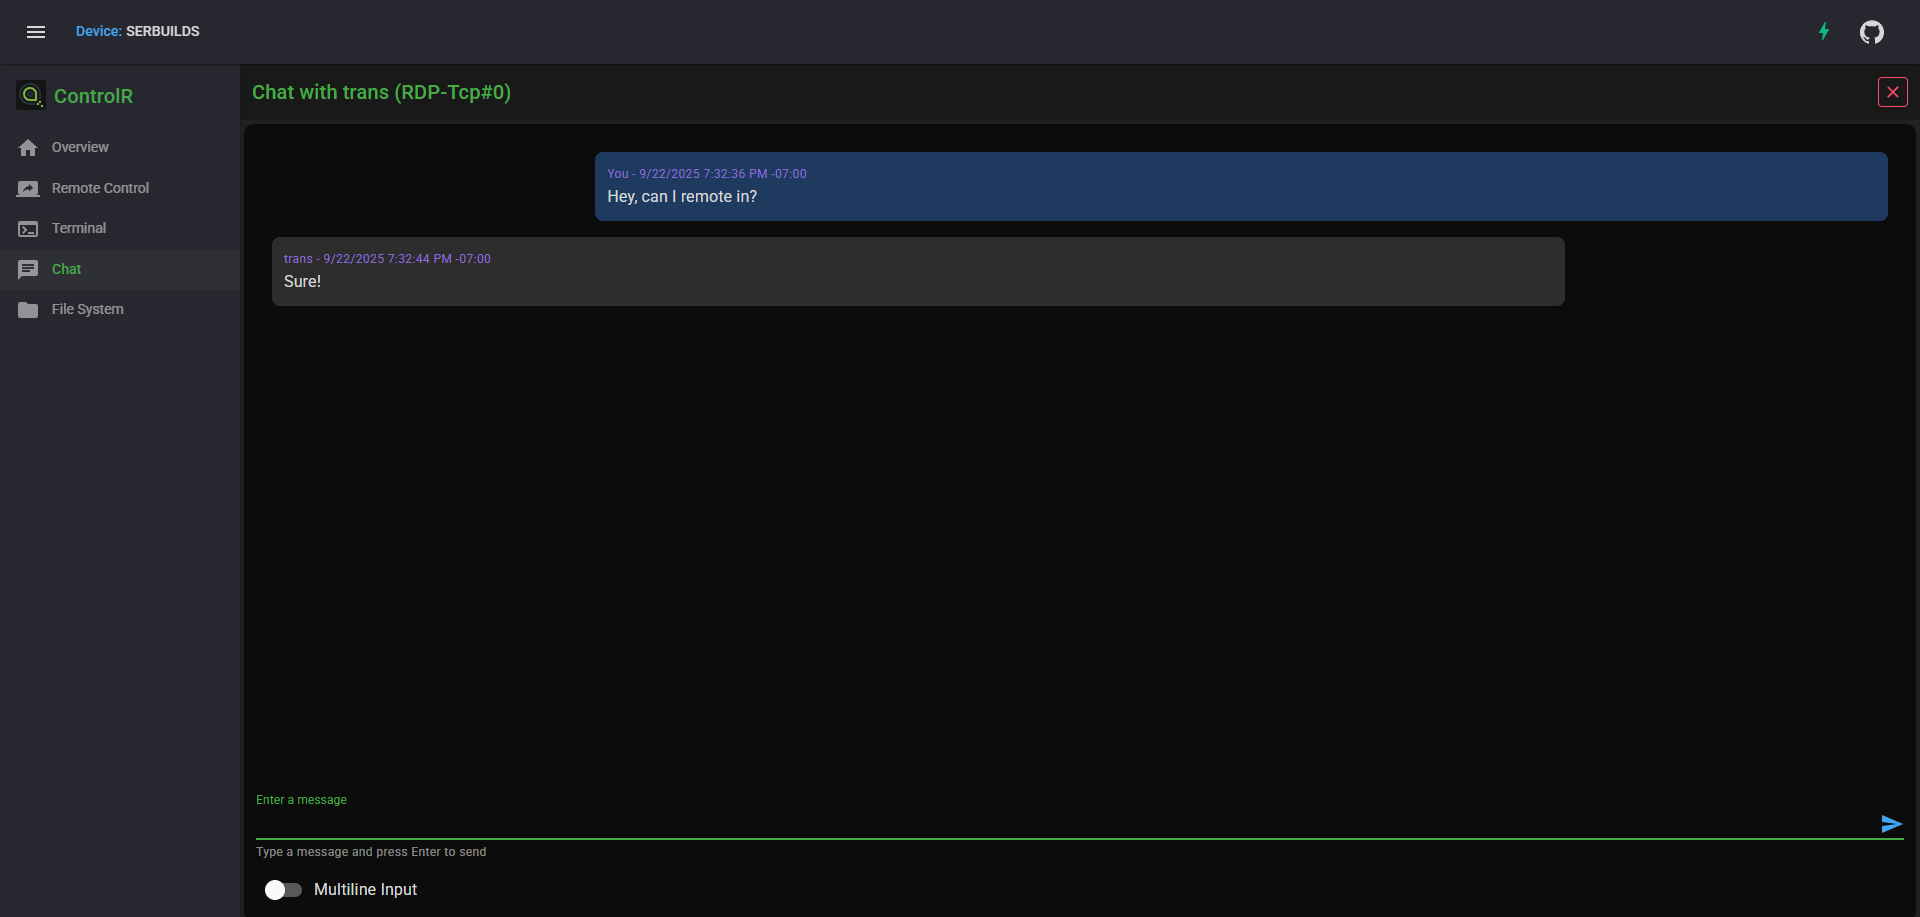 Device: SERBUILDS
ControlR
Overview
Remote Control
Terminal
Chat
File System
Chat with trans (RDP-Tcp#0)
You - 9/22/2025 7:32:36 PM -07:00
Hey, can I remote in?
trans - 9/22/2025 7:32:44 PM -07:00
Sure!
Enter a message
Type a message and press Enter to send
Multiline Input